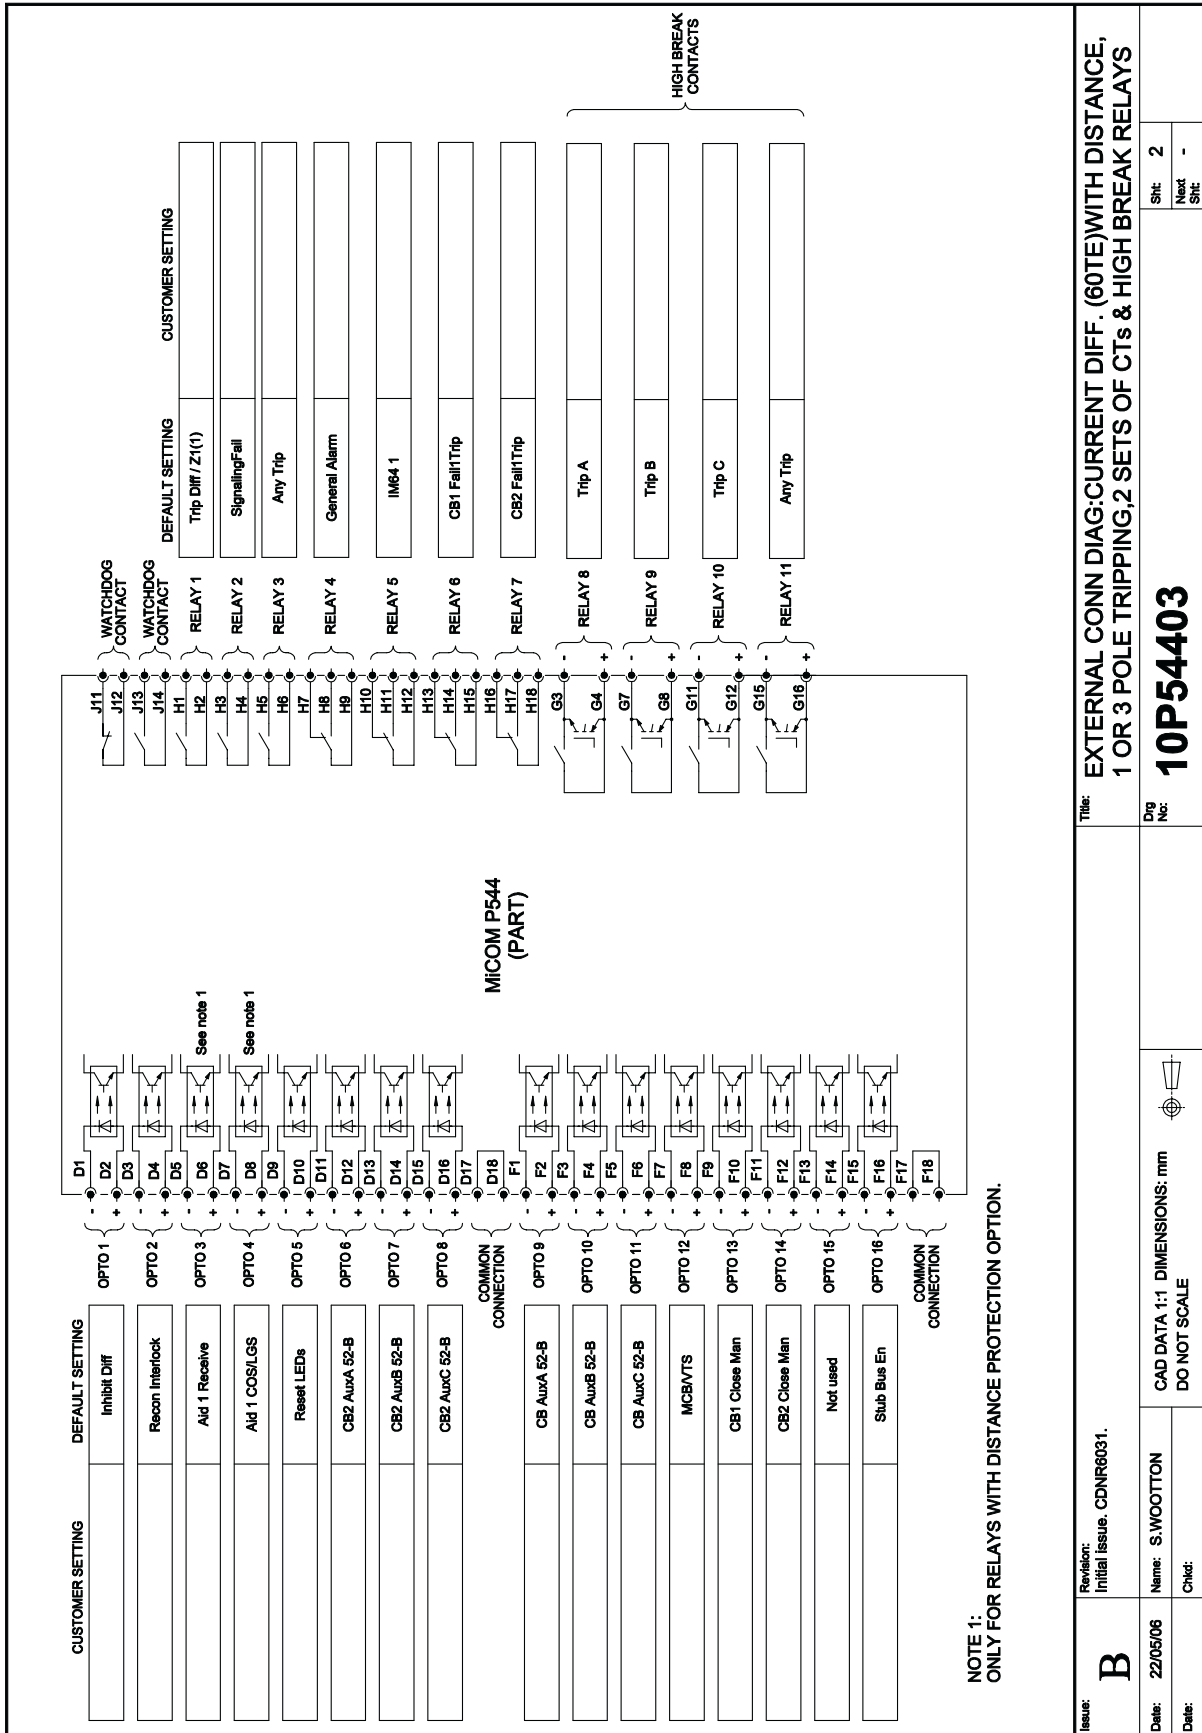 CUSTOMER SETTING
DEFAULT SETTING
Inhibit Diff
OPTO 1
-
+
D1
D2
Recon Interlock
OPTO 2
-
+
D3
D4
Aid 1 Receive
OPTO 3
-
+
D5
D6
See note 1
Aid 1 COS/LGS
OPTO 4
-
+
D7
D8
See note 1
Reset LEDs
OPTO 5
-
+
D9
D10
CB2 AuxA 52-B
OPTO 6
-
+
D11
D12
CB2 AuxB 52-B
OPTO 7
-
+
D13
D14
CB2 AuxC 52-B
OPTO 8
-
+
D15
D16
COMMON
CONNECTION
D17
D18
CB AuxA 52-B
OPTO 9
-
+
F1
F2
CB AuxB 52-B
OPTO 10
-
+
F3
F4
CB AuxC 52-B
OPTO 11
-
+
F5
F6
MCB/VTS
OPTO 12
-
+
F7
F8
CB1 Close Man
OPTO 13
-
+
F9
F10
CB2 Close Man
OPTO 14
-
+
F11
F12
Not used
OPTO 15
-
+
F13
F14
Stub Bus En
OPTO 16
-
+
F15
F16
COMMON
CONNECTION
F17
F18
MiCOM P544
(PART)
J11
J12
WATCHDOG
CONTACT
J13
J14
WATCHDOG
CONTACT
DEFAULT SETTING
CUSTOMER SETTING
H1
H2
RELAY 1
Trip Diff / Z1(1)
H3
H4
RELAY 2
SignalingFail
H5
H6
RELAY 3
Any Trip
H7
H8
H9
RELAY 4
General Alarm
H10
H11
H12
RELAY 5
IM64 1
H13
H14
H15
RELAY 6
CB1 Fail1Trip
H16
H17
H18
RELAY 7
CB2 Fail1Trip
G3
G4
-
+
RELAY 8
Trip A
G7
G8
-
+
RELAY 9
Trip B
G11
G12
-
+
RELAY 10
Trip C
G15
G16
-
+
RELAY 11
Any Trip
HIGH BREAK
CONTACTS
NOTE 1:
ONLY FOR RELAYS WITH DISTANCE PROTECTION OPTION.
Issue:
B
Revision:
Initial issue. CDNR6031.
Title:
EXTERNAL CONN DIAG:CURRENT DIFF. (60TE)WITH DISTANCE,
1 OR 3 POLE TRIPPING,2 SETS OF CTs & HIGH BREAK RELAYS
Date: 22/05/06
Name: S.WOOTTON
Date:
Chkd:
CAD DATA 1:1 DIMENSIONS: mm
DO NOT SCALE
Drg
No:
10P54403
Sht: 2
Next
Sht: -